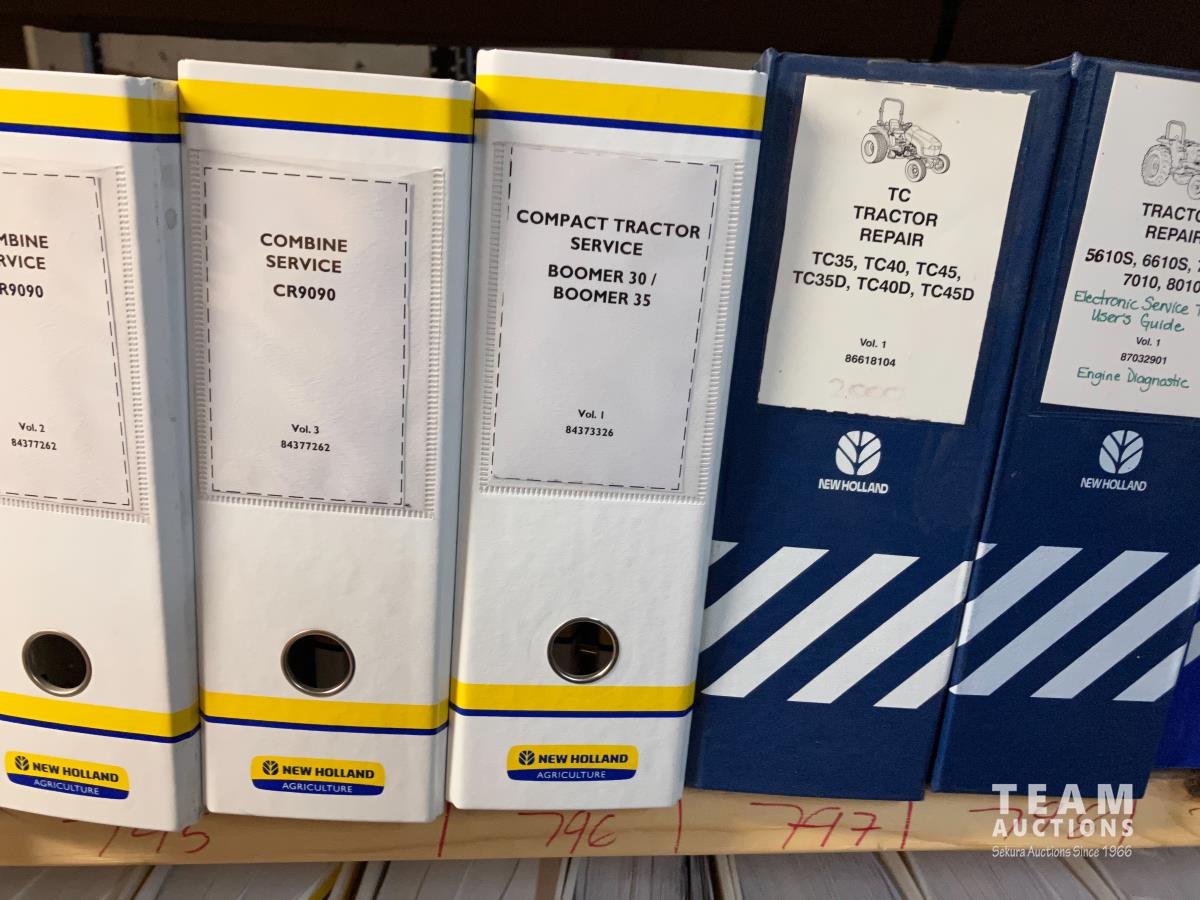 MBINE
RVICE
R9090
Vol. 2
84377262
NEW HOLLAND
AGRICULTURE
COMBINE
SERVICE
CR9090
Vol. 3
84377262
NEW HOLLAND
AGRICULTURE
COMPACT TRACTOR
SERVICE
BOOMER 30 /
BOOMER 35
Vol. 1
84373326
NEW HOLLAND
AGRICULTURE
TC
TRACTOR
REPAIR
TC35, TC40, TC45,
TC35D, TC40D, TC45D
Vol. 1
86618104
NEW HOLLAND
TRACTO
REPAIR
5610S, 6610S,
7010, 8010
Electronic Service
User's Guide
Vol. 1
87032901
Engine Diagnostic
NEW HOLLAND
795
796
797
TEAM
AUCTIONS
Sekura Auctions Since 1966